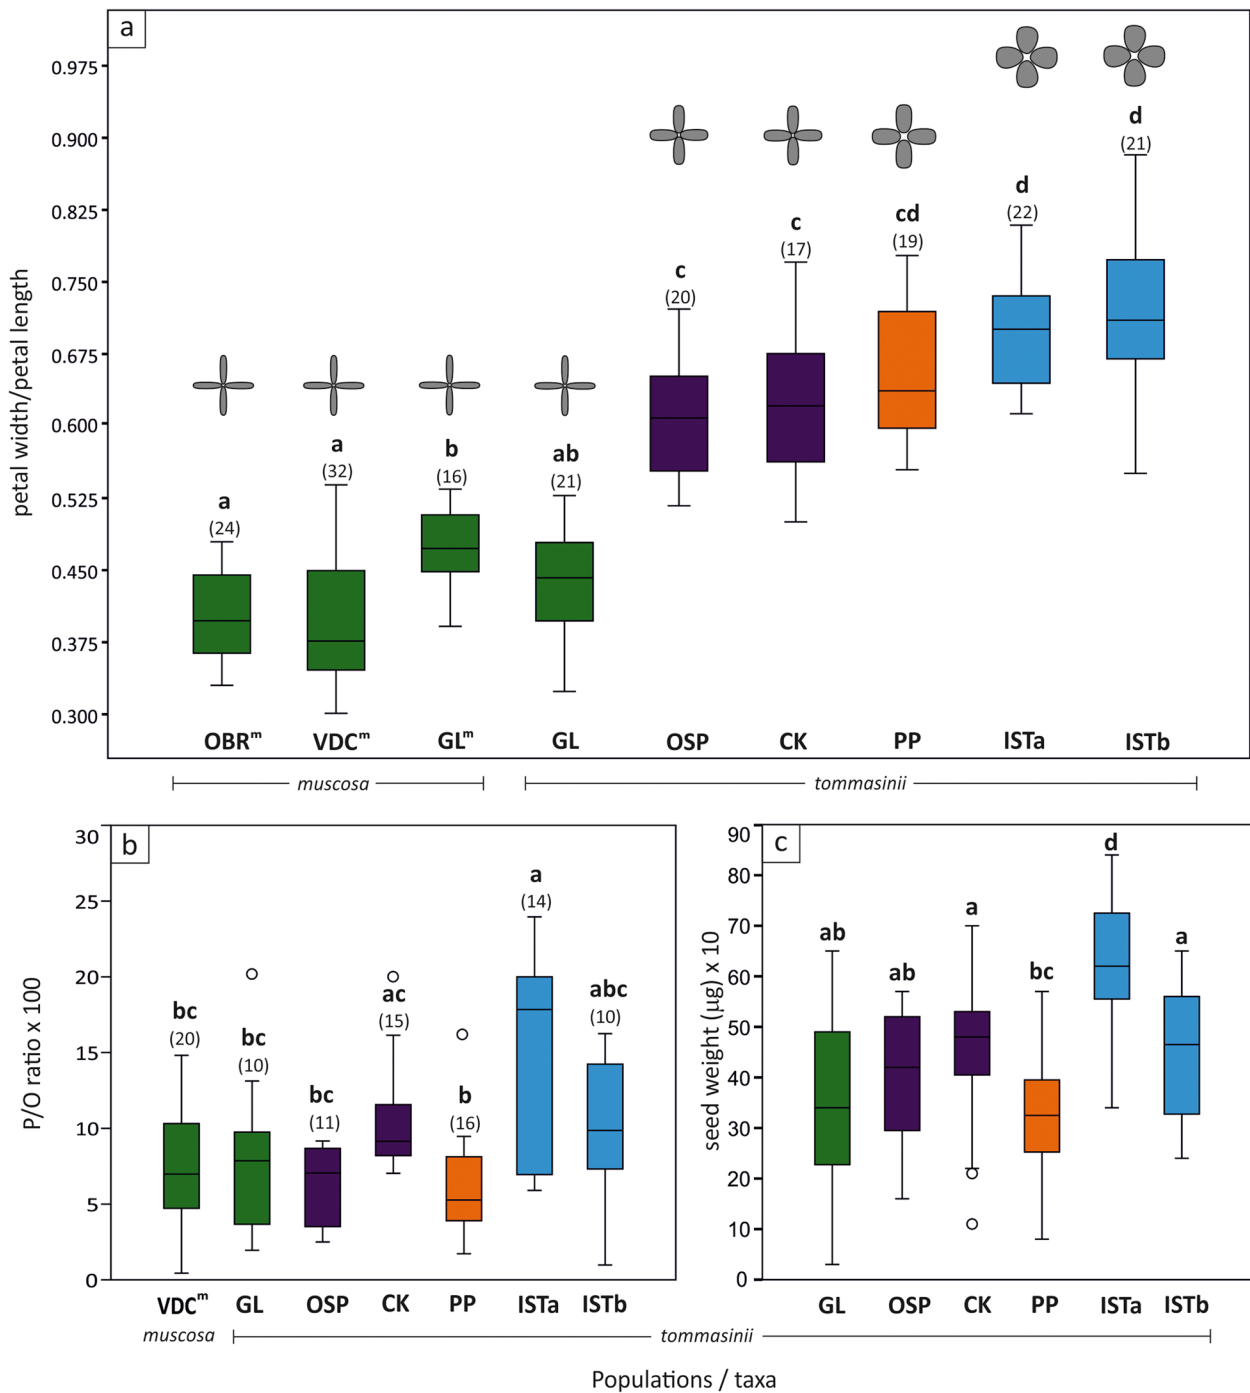 a
petal width/petal length
0.975
0.900
0.825
0.750
0.675
0.600
0.525
0.450
0.375
0.300
a
(24)
a
(32)
b
(16)
ab
(21)
c
(20)
c
(17)
cd
(19)
d
(22)
d
(21)
OBRᵐ VDCᵐ GLᵐ GL OSP CK PP ISTa ISTb
muscosa tommasinii
b
P/O ratio x 100
30
25
20
15
10
5
0
bc
(20)
bc
(10)
bc
(11)
ac
(15)
b
(16)
a
(14)
abc
(10)
VDCᵐ GL OSP CK PP ISTa ISTb
c
seed weight (µg) x 10
90
80
70
60
50
40
30
20
10
0
ab
ab
a
bc
d
a
GL OSP CK PP ISTa ISTb
muscosa tommasinii
Populations / taxa